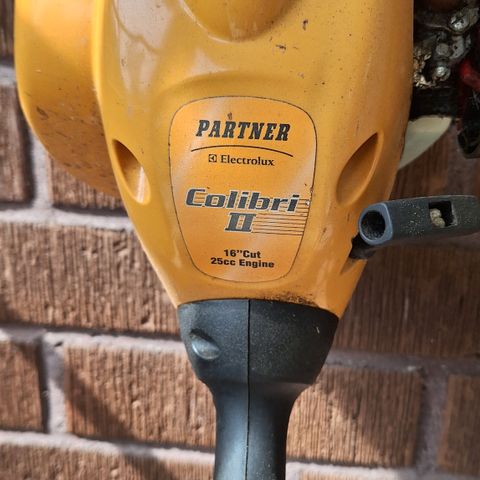 PARTNER
Electrolux
Colibri
II
16"Cut
25cc Engine